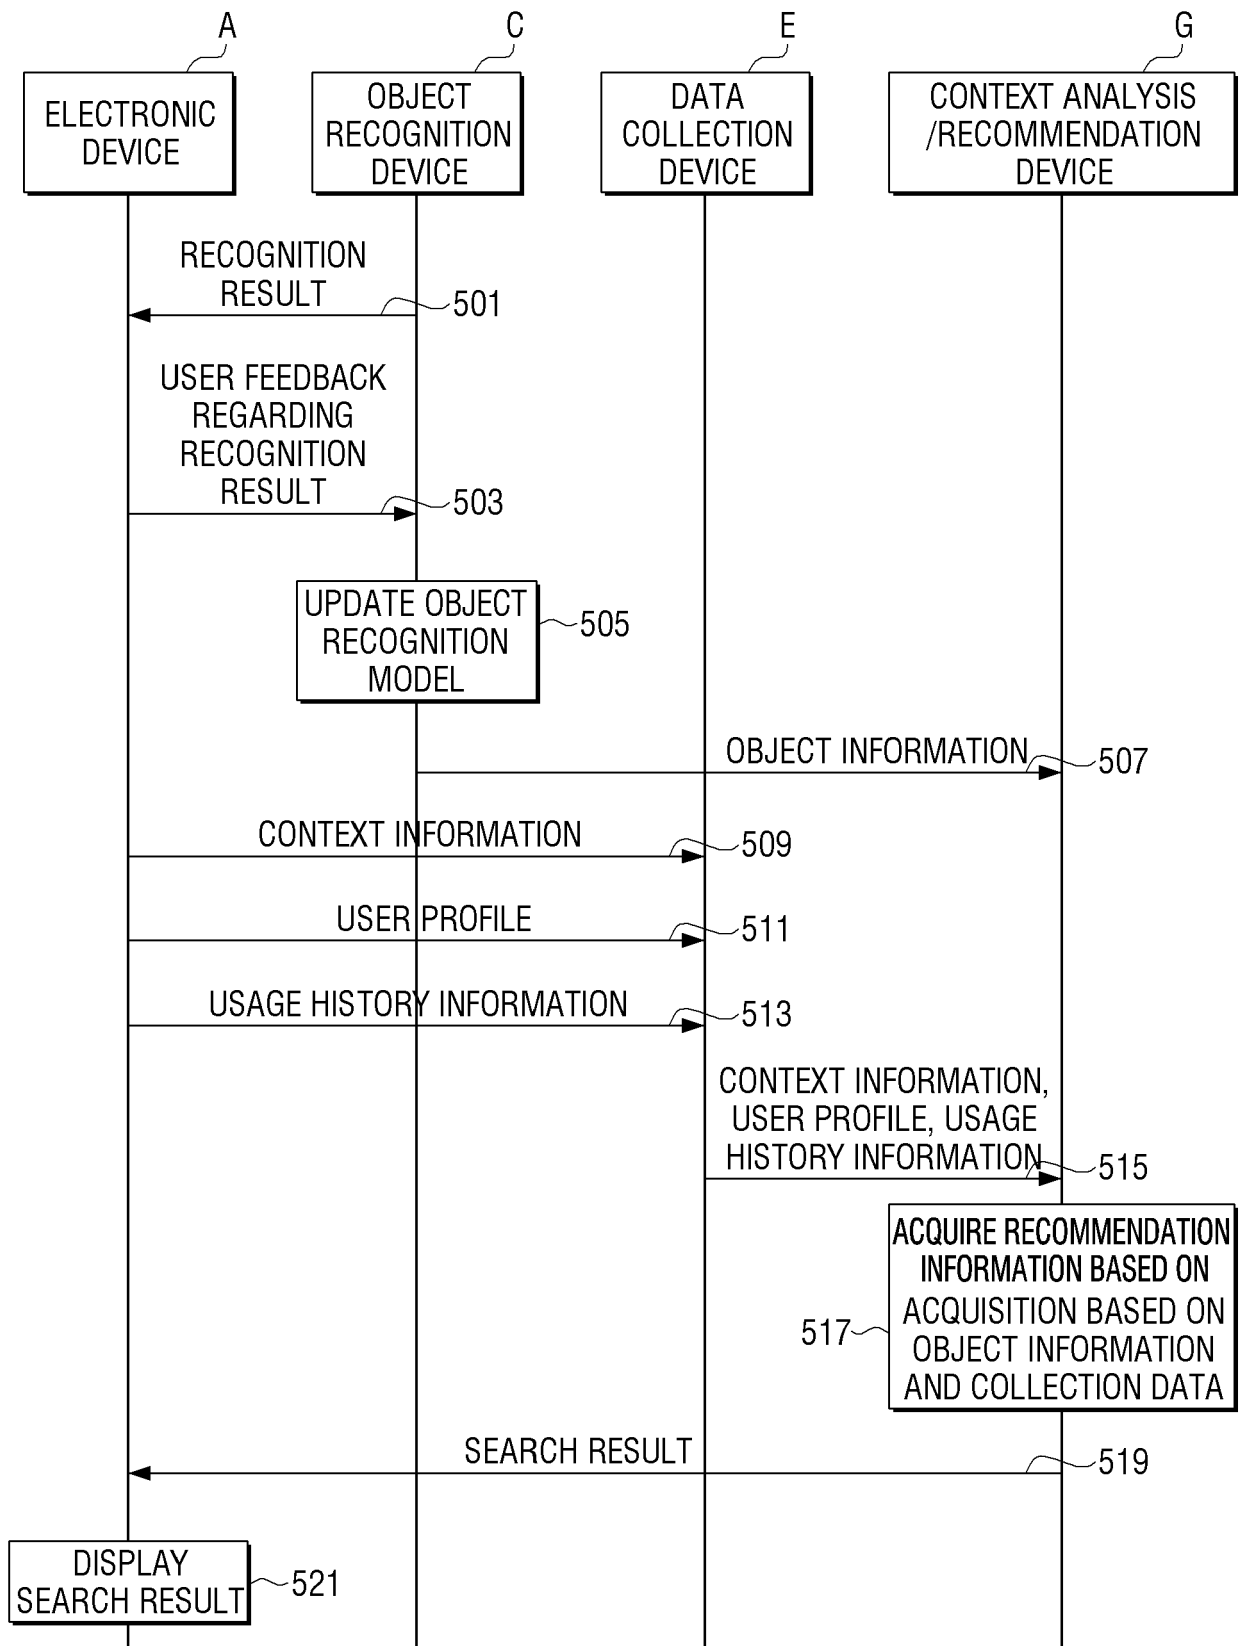 A
C
E
G
ELECTRONIC
DEVICE
OBJECT
RECOGNITION
DEVICE
DATA
COLLECTION
DEVICE
CONTEXT ANALYSIS
/RECOMMENDATION
DEVICE
RECOGNITION
RESULT
501
USER FEEDBACK
REGARDING
RECOGNITION
RESULT
503
UPDATE OBJECT
RECOGNITION
MODEL
505
OBJECT INFORMATION
507
CONTEXT INFORMATION
509
USER PROFILE
511
USAGE HISTORY INFORMATION
513
CONTEXT INFORMATION,
USER PROFILE, USAGE
HISTORY INFORMATION
515
ACQUIRE RECOMMENDATION
INFORMATION BASED ON
ACQUISITION BASED ON
OBJECT INFORMATION
AND COLLECTION DATA
517
SEARCH RESULT
519
DISPLAY
SEARCH RESULT
521